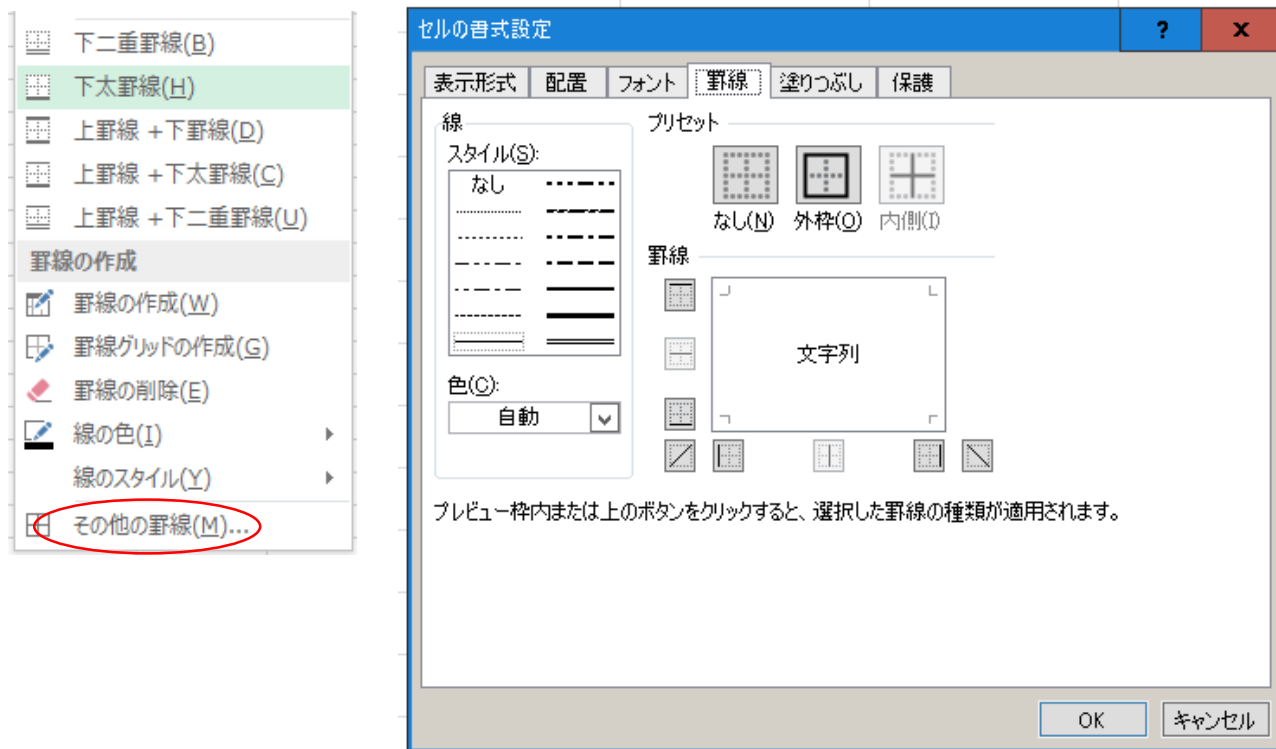 下二重罫線(B)
下太罫線(H)
上罫線 +下罫線(D)
上罫線 +下太罫線(C)
上罫線 +下二重罫線(U)
罫線の作成
罫線の作成(W)
罫線グリッドの作成(G)
罫線の削除(E)
線の色(I)
線のスタイル(Y)
その他の罫線(M)...
セルの書式設定
?
x
表示形式 配置 フォント 罫線 塗りつぶし 保護
線
スタイル(S):
なし
色(C):
自動
プリセット
なし(N) 外枠(O) 内側(I)
罫線
文字列
プレビュー枠内または上のボタンをクリックすると、選択した罫線の種類が適用されます。
OK キャンセル